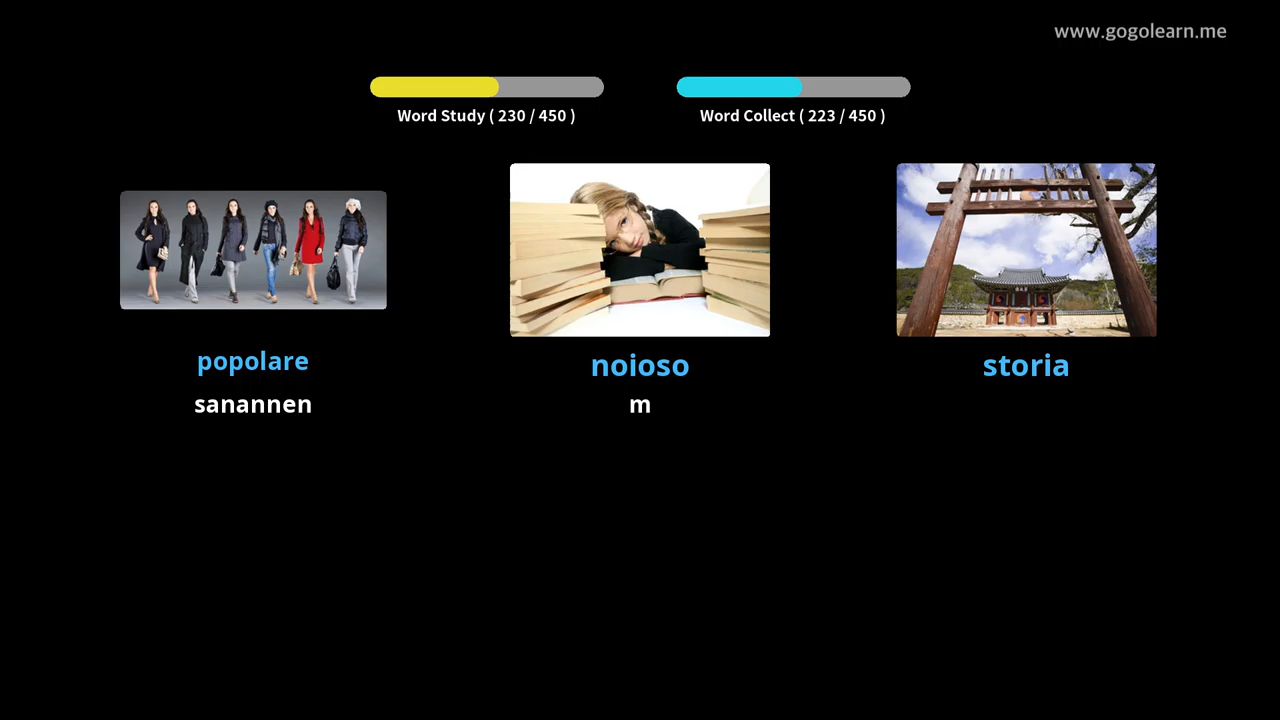 www.gogolearn.me
Word Study ( 230 / 450 )
Word Collect ( 223 / 450 )
popolare
noioso
storia
sanannen
m